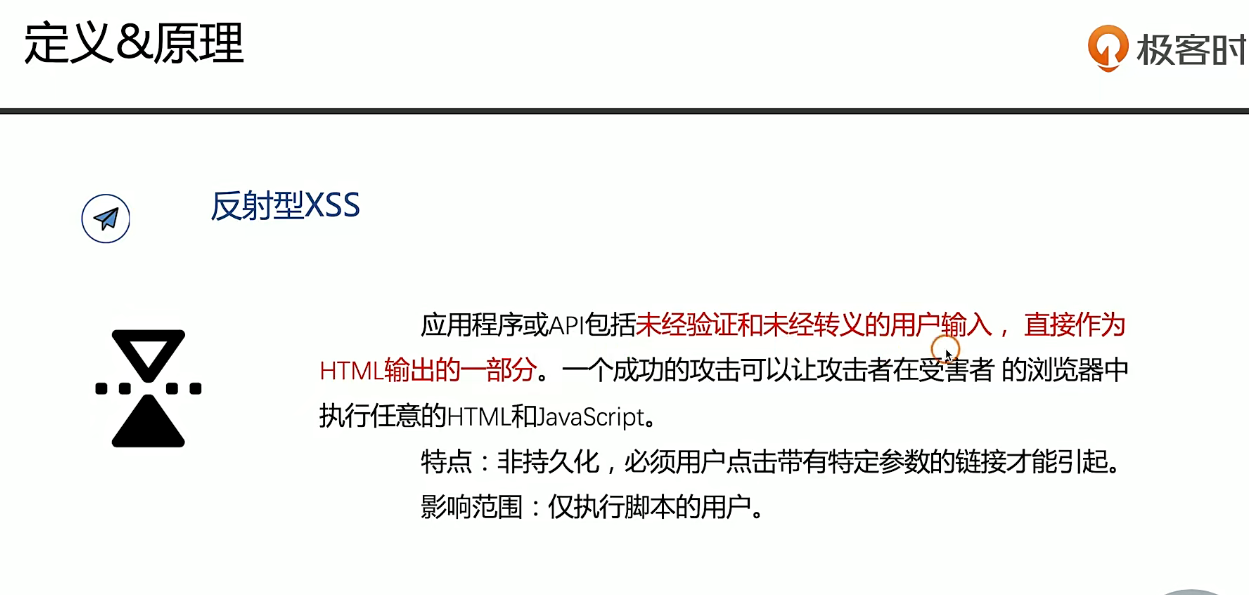 定义&原理
极客时
反射型XSS
应用程序或API包括未经验证和未经转义的用户输入， 直接作为
HTML输出的一部分。一个成功的攻击可以让攻击者在受害者 的浏览器中
执行任意的HTML和JavaScript。
特点：非持久化，必须用户点击带有特定参数的链接才能引起。
影响范围：仅执行脚本的用户。